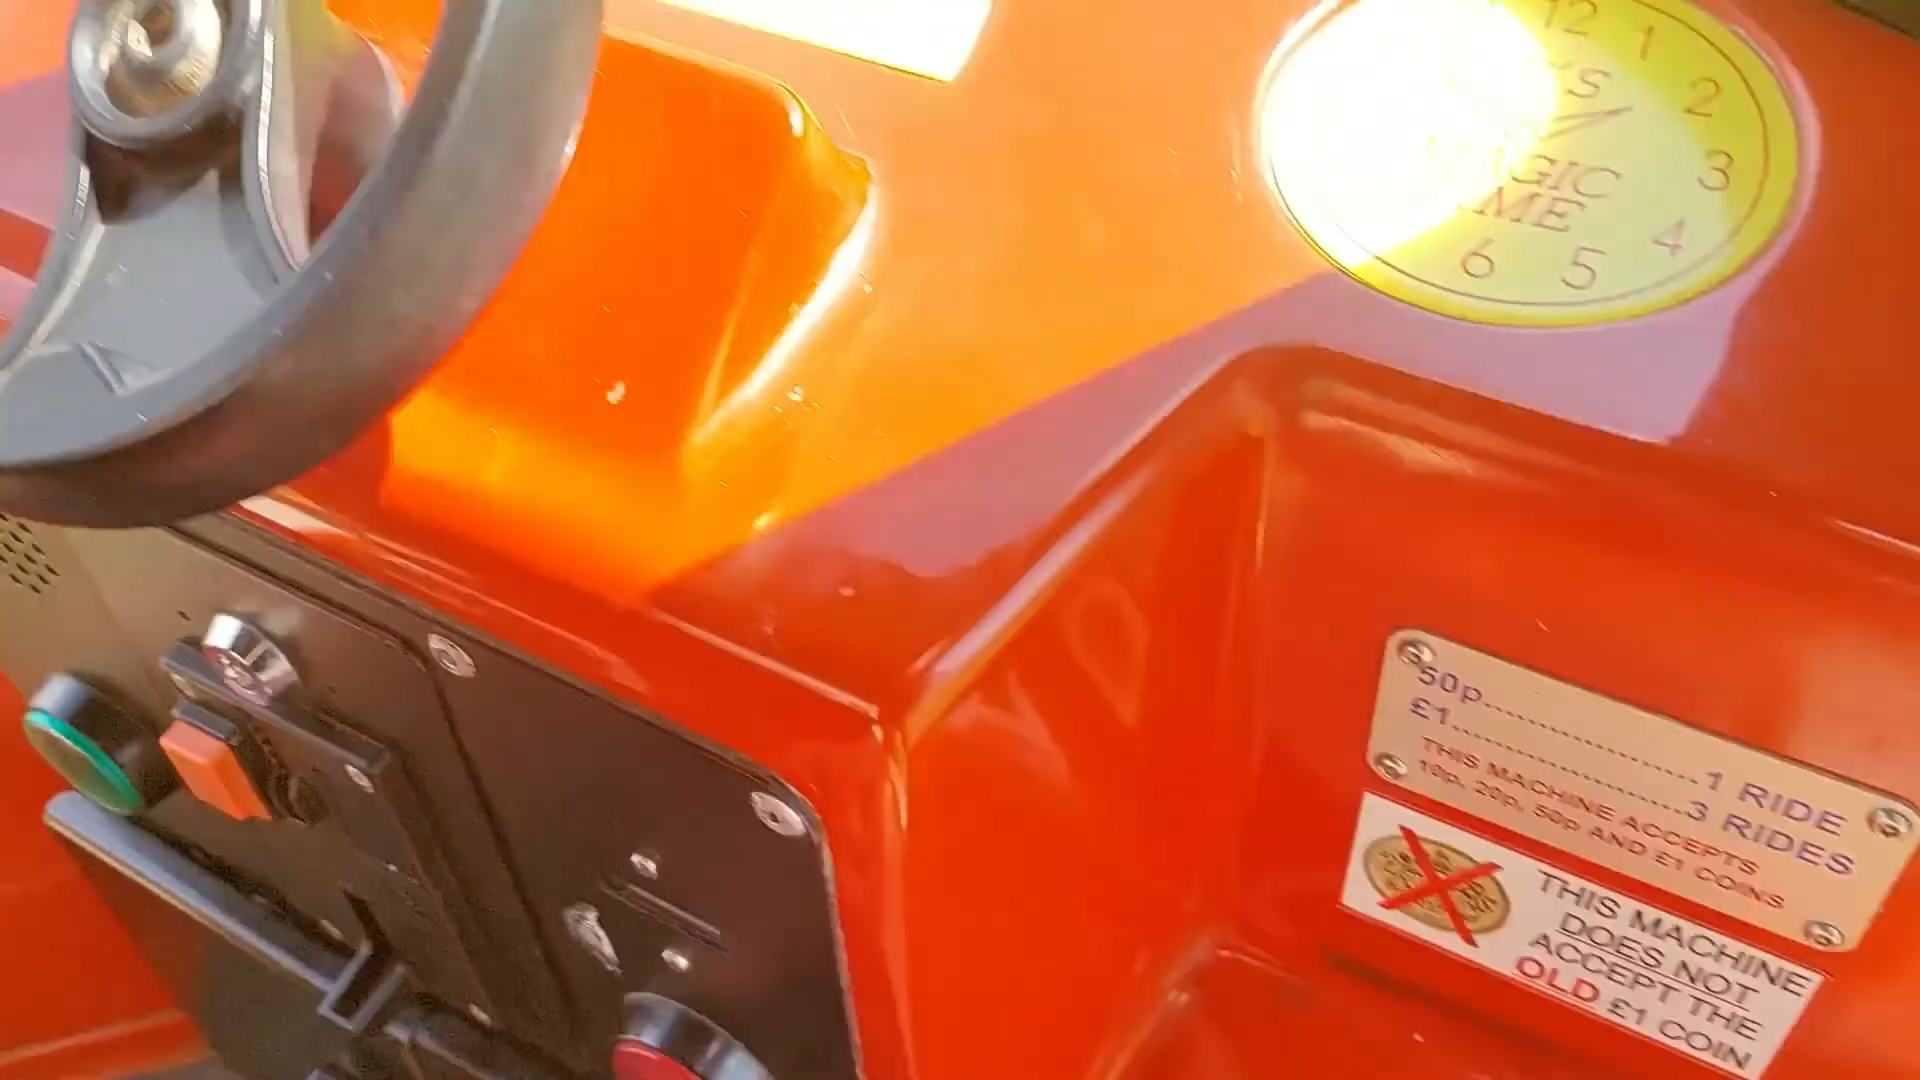 12 1 2 3 4 5 6
50p..............................1 RIDE
£1..............................3 RIDES
THIS MACHINE ACCEPTS
10p, 20p, 50p AND £1 COINS
THIS MACHINE
DOES NOT
ACCEPT THE
OLD £1 COIN